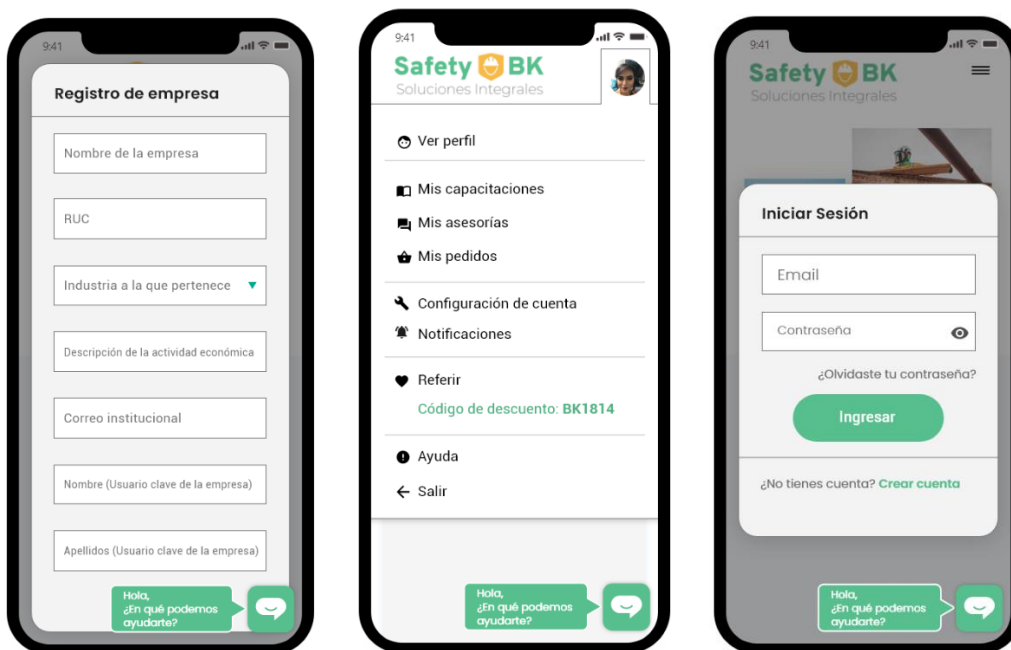 9:41
Registro de empresa
Nombre de la empresa
RUC
Industria a la que pertenece
Descripción de la actividad económica
Correo institucional
Nombre (Usuario clave de la empresa)
Apellidos (Usuario clave de la empresa)
Hola,
¿En qué podemos
ayudarte?
9:41
Safety BK
Soluciones Integrales
Ver perfil
Mis capacitaciones
Mis asesorías
Mis pedidos
Configuración de cuenta
Notificaciones
Referir
Código de descuento: BK1814
Ayuda
Salir
Hola,
¿En qué podemos
ayudarte?
9:41
Safety BK
Soluciones Integrales
Iniciar Sesión
Email
Contraseña
¿Olvidaste tu contraseña?
Ingresar
¿No tienes cuenta? Crear cuenta
Hola,
¿En qué podemos
ayudarte?